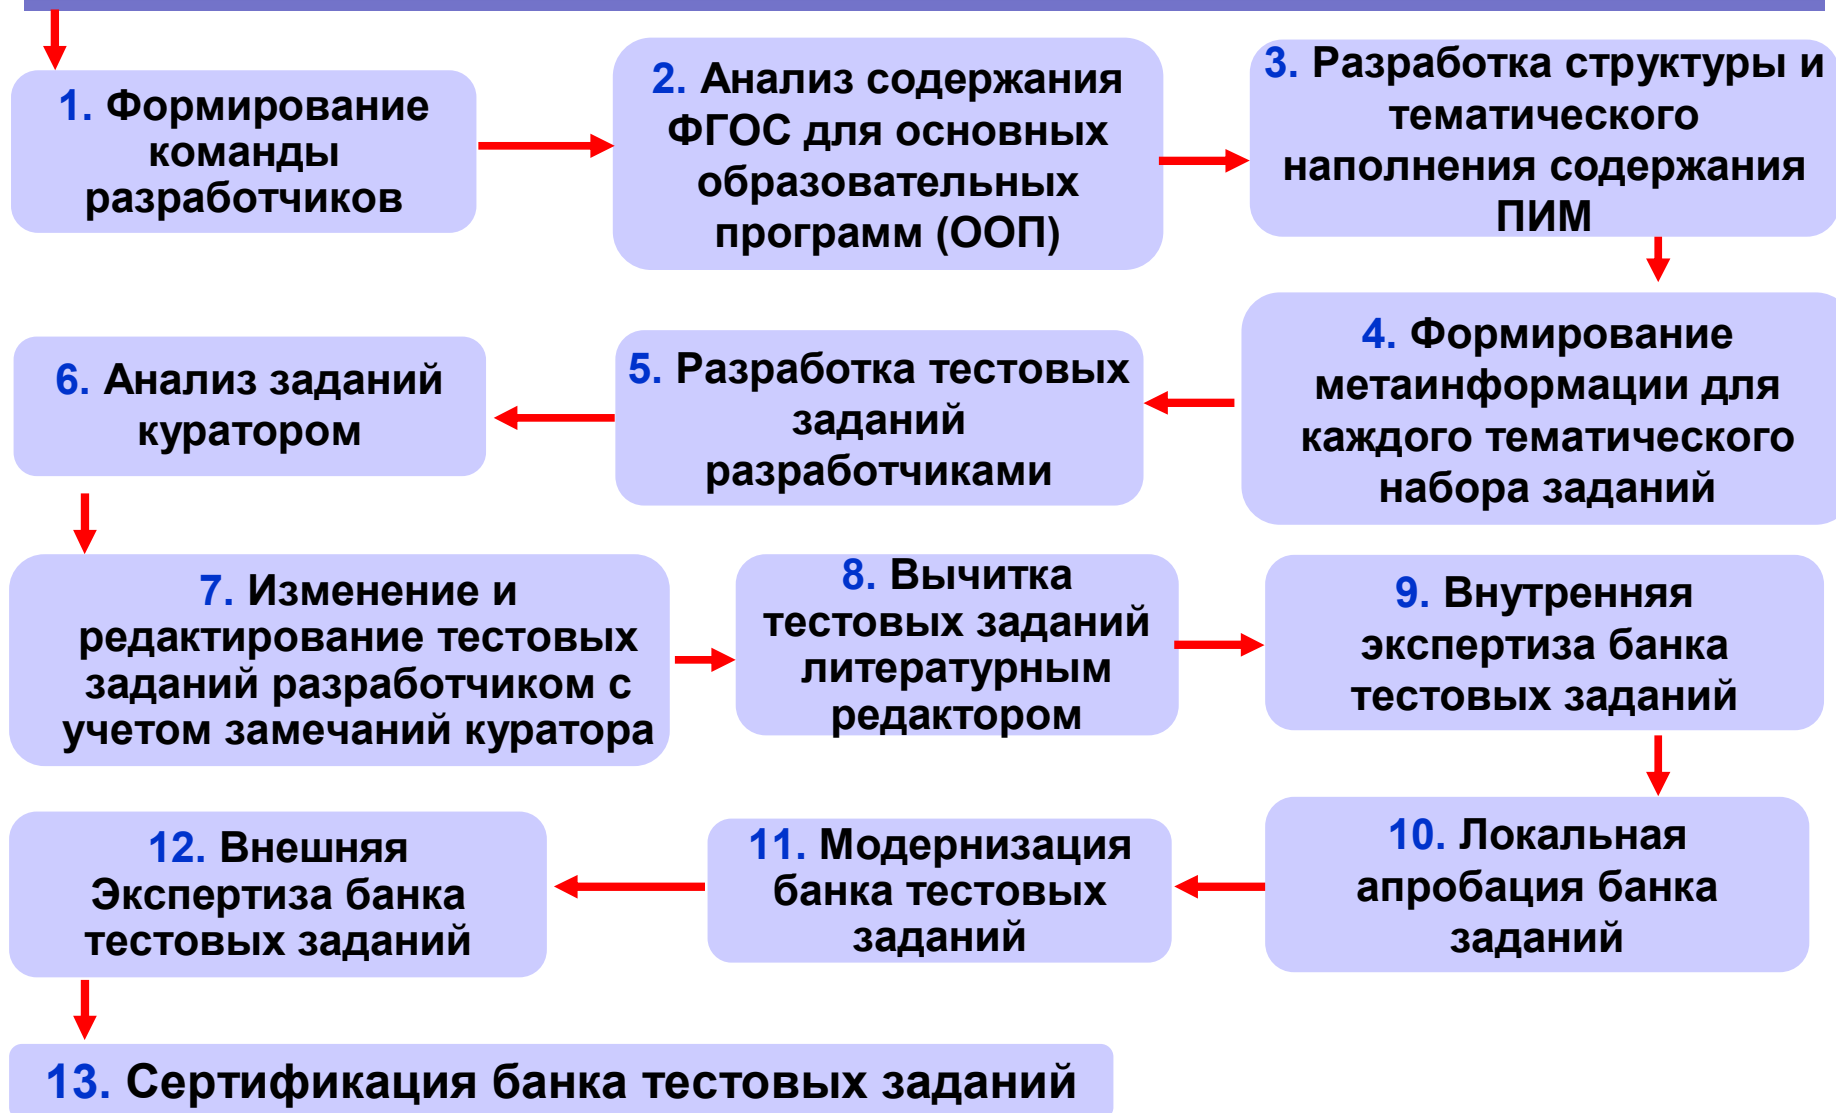 1. Формирование
команды
разработчиков
2. Анализ содержания
ФГОС для основных
образовательных
программ (ООП)
3. Разработка структуры и
тематического
наполнения содержания
ПИМ
4. Формирование
метаинформации для
каждого тематического
набора заданий
5. Разработка тестовых
заданий
разработчиками
6. Анализ заданий
куратором
7. Изменение и
редактирование тестовых
заданий разработчиком с
учетом замечаний куратора
8. Вычитка
тестовых заданий
литературным
редактором
9. Внутренняя
экспертиза банка
тестовых заданий
10. Локальная
апробация банка
заданий
11. Модернизация
банка тестовых
заданий
12. Внешняя
Экспертиза банка
тестовых заданий
13. Сертификация банка тестовых заданий